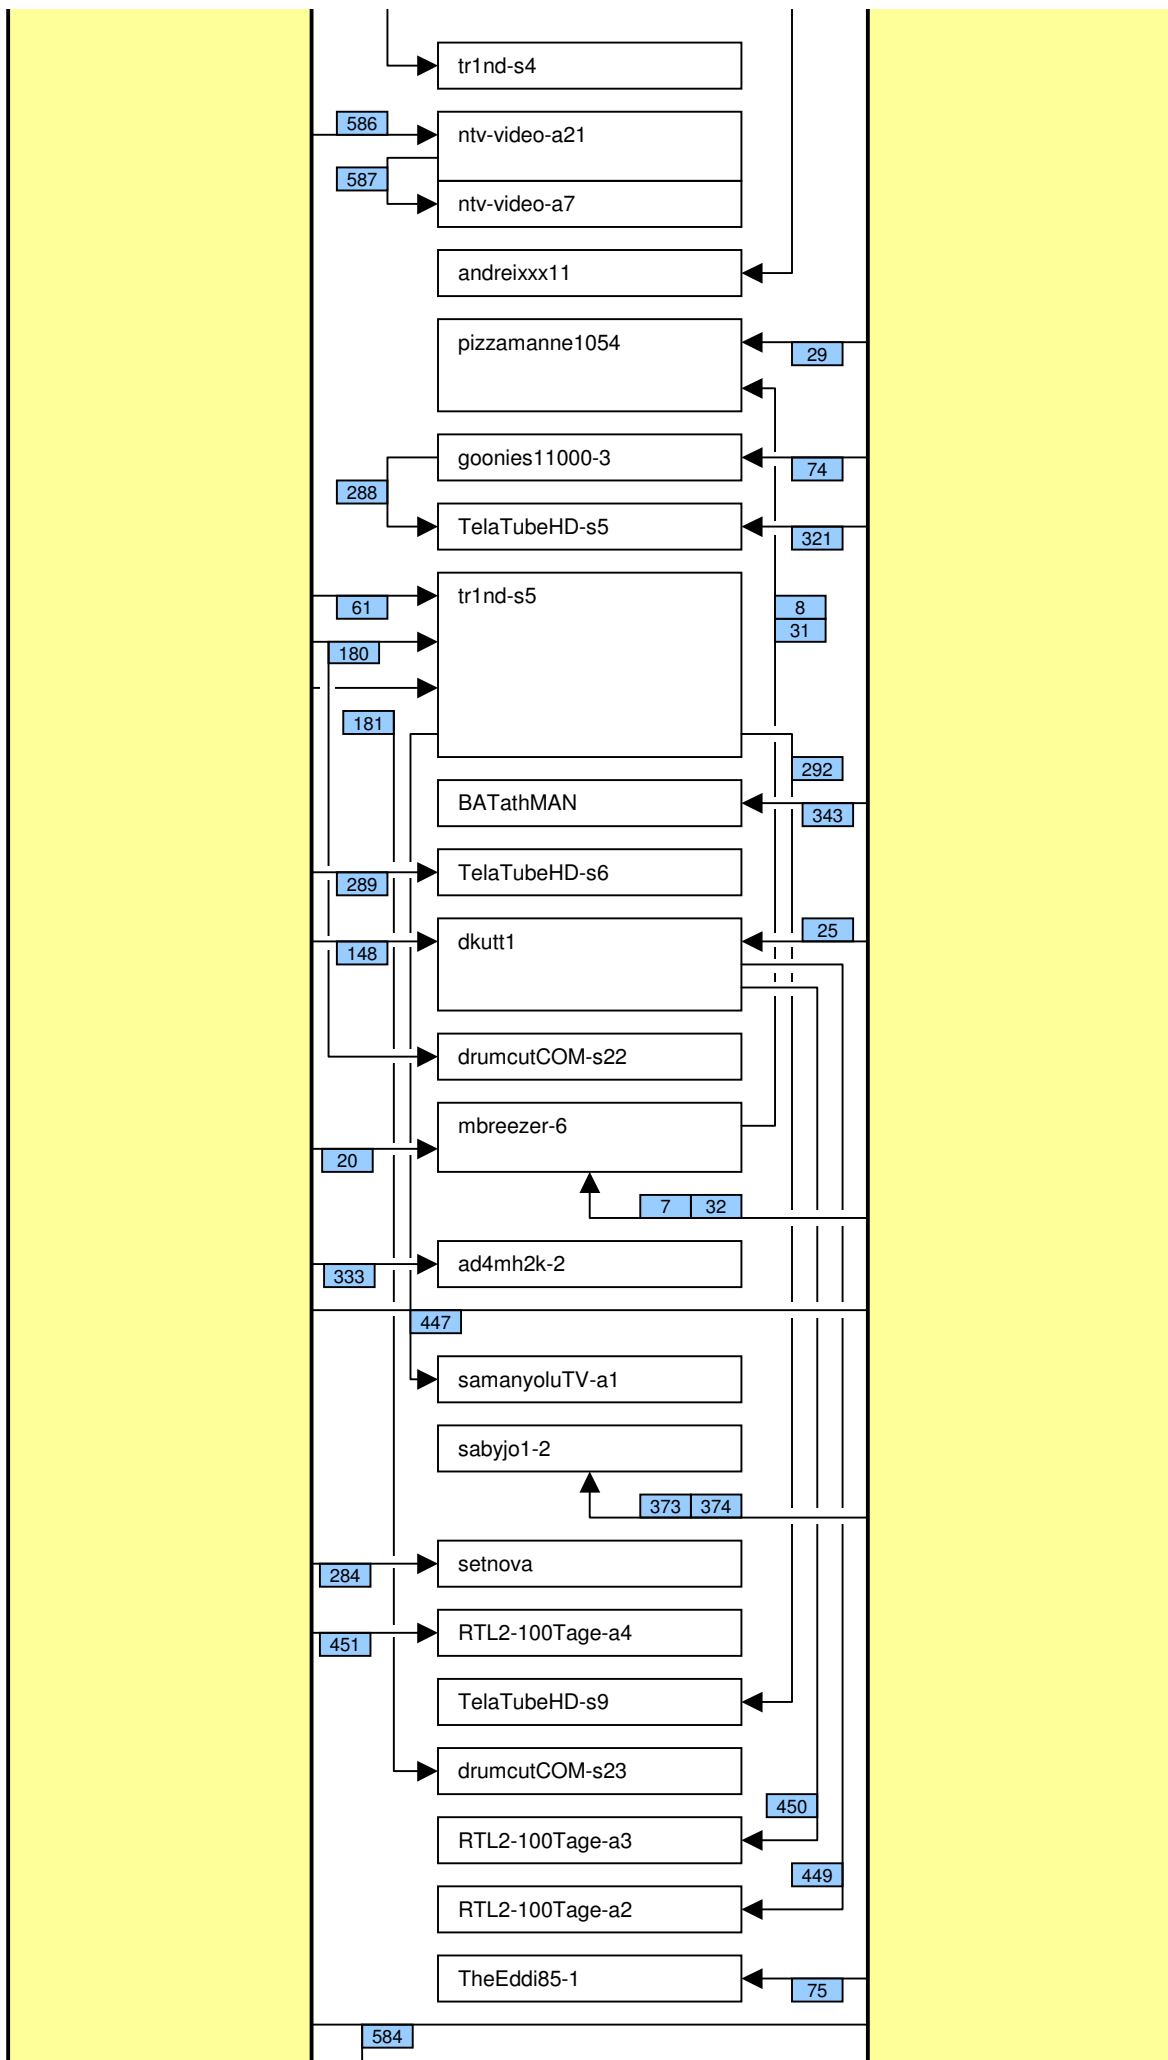 tr1nd-s4
586
ntv-video-a21
587
ntv-video-a7
andreixxx11
pizzamanne1054
29
goonies11000-3
74
288
TelaTubeHD-s5
321
tr1nd-s5
61
8
31
180
181
292
BATathMAN
343
TelaTubeHD-s6
289
25
dkutt1
148
drumcutCOM-s22
mbreezer-6
20
7 32
ad4mh2k-2
333
447
samanyoluTV-a1
sabyjo1-2
373 374
setnova
284
RTL2-100Tage-a4
451
TelaTubeHD-s9
drumcutCOM-s23
450
RTL2-100Tage-a3
449
RTL2-100Tage-a2
TheEddi85-1
75
584